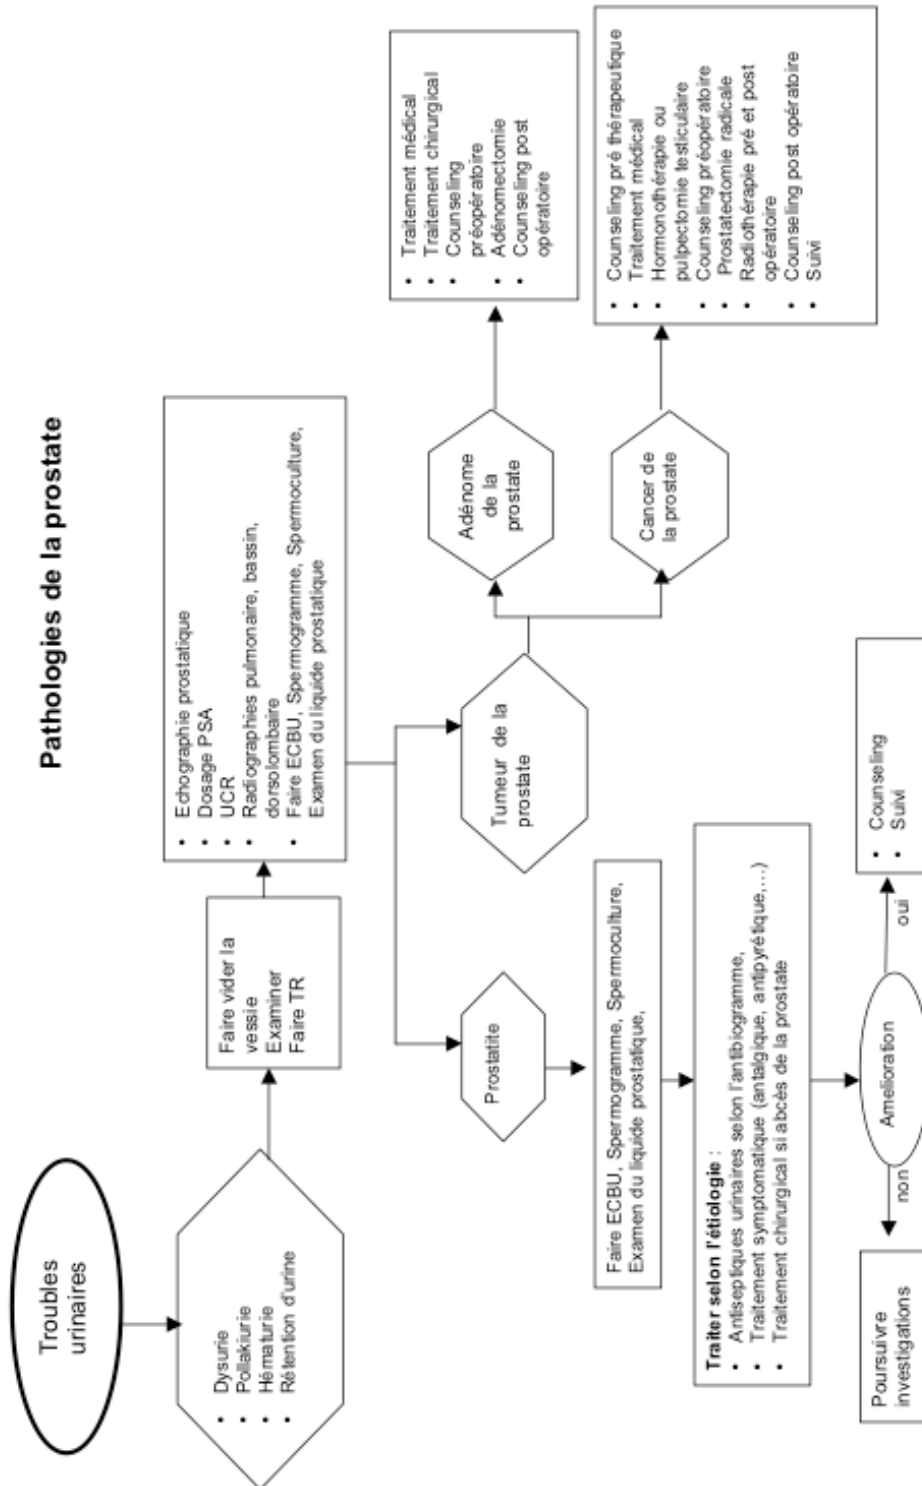 Pathologies de la prostate
Troubles
urinaires
• Dysurie
• Pollakiurie
• Hématurie
• Rétention d'urine
Faire vider la
vessie
Examiner
Faire TR
• Echographie prostatique
• Dosage PSA
• UCR
• Radiographies pulmonaire, bassin,
dorsolombaire
• Faire ECBU, Spermogramme, Spermoculture,
Examen du liquide prostatique
Prostatite
Tumeur de la
prostate
Adénome
de la
prostate
Cancer de
la prostate
• Traitement médical
• Traitement chirurgical
• Counseling
préopératoire
• Adénomectomie
• Counseling post
opératoire
• Counseling pré thérapeutique
• Traitement médical
• Hormonothérapie ou
pulpectomie testiculaire
• Counseling préopératoire
• Prostatectomie radicale
• Radiothérapie pré et post
opératoire
• Counseling post opératoire
• Suivi
Faire ECBU, Spermogramme, Spermoculture,
Examen du liquide prostatique,
Traiter selon l'étiologie :
• Antiseptiques urinaires selon l'antibiogramme,
• Traitement symptomatique (antalgique, antipyrétique,...)
• Traitement chirurgical si abcès de la prostate
Amelioration
non
oui
Poursuivre
investigations
• Counseling
• Suivi